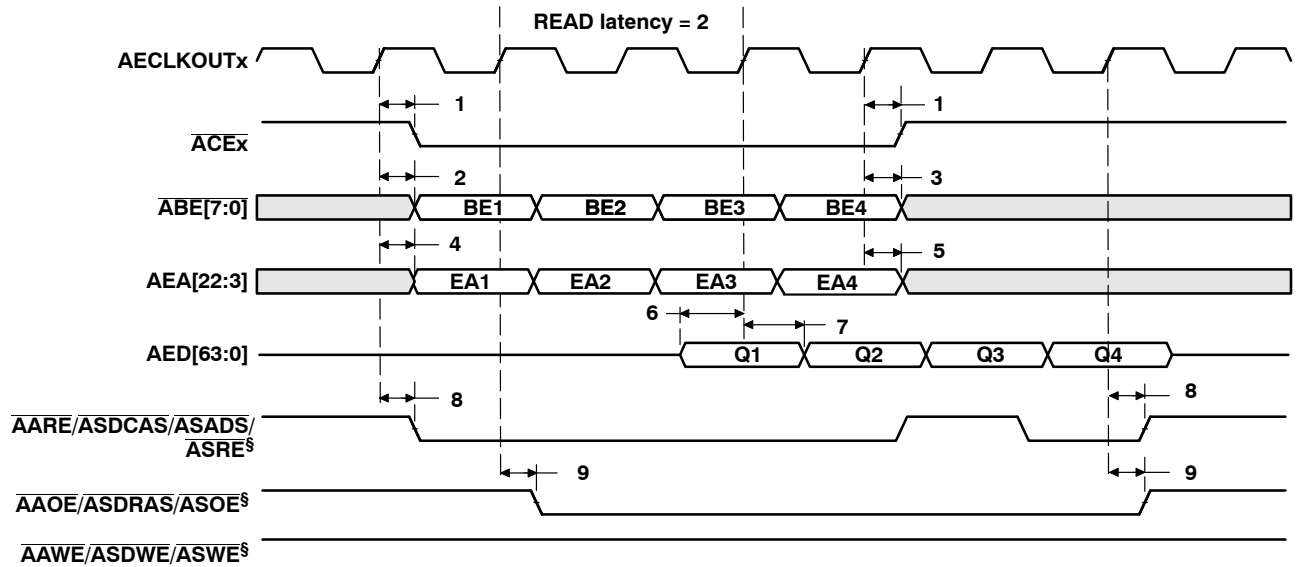 READ latency = 2
AECLKOUTx
1 1
ACEx
2 3
ABE[7:0] BE1 BE2 BE3 BE4
4 5
AEA[22:3] EA1 EA2 EA3 EA4
6 7
AED[63:0] Q1 Q2 Q3 Q4
8 8
AARE/ASDCAS/ASADS/
ASRE§
9 9
AAOE/ASDRAS/ASOE§
AAWE/ASDWE/ASWE§